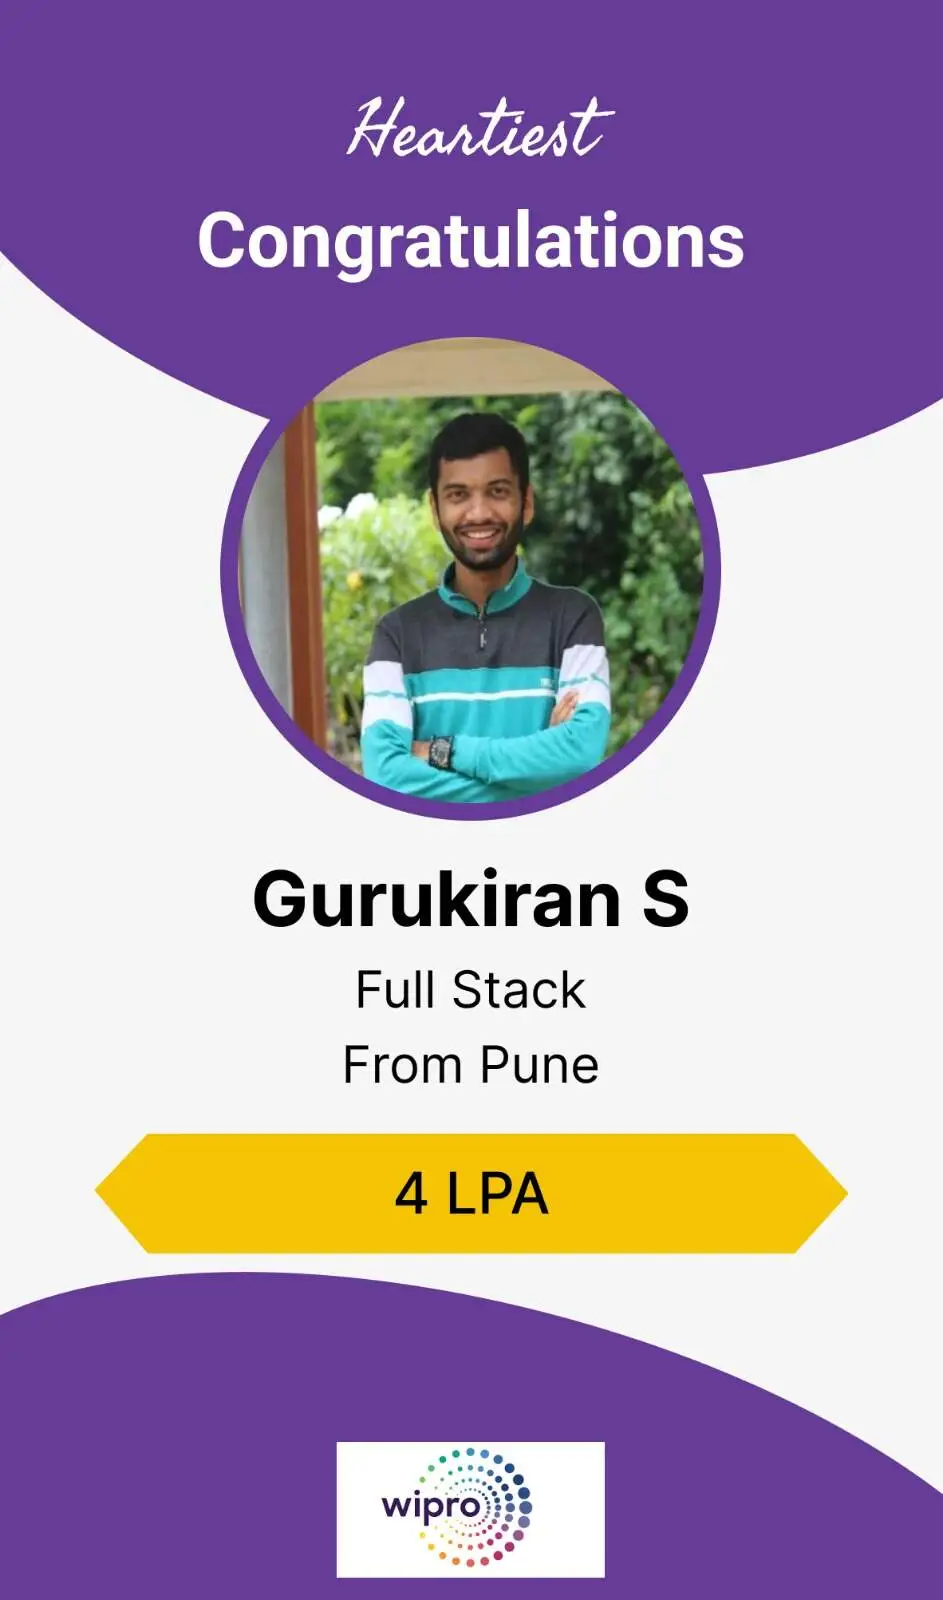 Heartiest
Congratulations
Gurukiran S
Full Stack
From Pune
4 LPA
wipro